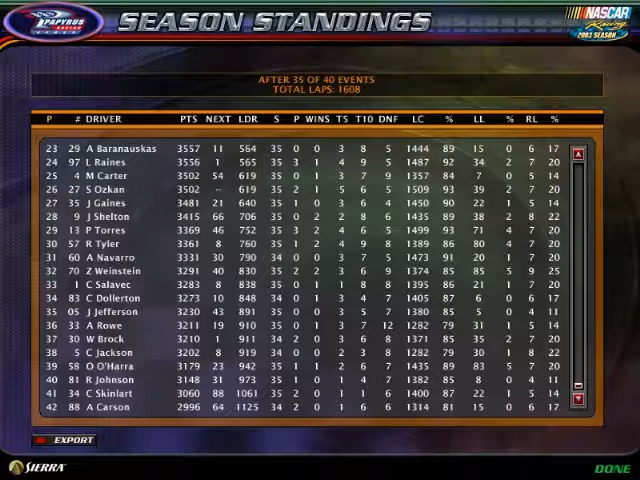 PAPYRUS
RACING
GAMES
SEASON STANDINGS
NASCAR
Racing
2003 SEASON
AFTER 35 OF 40 EVENTS
TOTAL LAPS: 1608
P # DRIVER PTS NEXT LDR S P WINS T5 T10 DNF LC % LL % RL %
23 29 A Baranauskas 3557 11 564 35 0 0 3 8 5 1444 89 15 0 6 17
24 97 L Raines 3556 1 565 35 3 1 4 9 5 1487 92 34 2 7 20
25 4 M Carter 3502 54 619 35 0 1 3 7 9 1357 84 7 0 5 14
26 27 S Ozkan 3502 -- 619 35 2 1 5 6 5 1509 93 39 2 7 20
27 35 J Gaines 3481 21 640 35 1 0 3 6 4 1450 90 22 1 5 14
28 9 J Shelton 3415 66 706 35 0 2 2 8 6 1435 89 38 2 8 22
29 13 P Torres 3369 46 752 35 3 2 4 6 5 1499 93 71 4 7 20
30 57 R Tyler 3361 8 760 35 1 2 4 9 8 1389 86 80 4 7 20
31 60 A Navarro 3331 30 790 34 0 0 3 7 5 1473 91 20 1 7 20
32 70 Z Weinstein 3291 40 830 35 2 2 3 6 9 1374 85 85 5 9 25
33 1 C Salavec 3283 8 838 35 0 1 1 8 8 1395 86 21 1 7 20
34 83 C Dollerton 3273 10 848 34 0 1 3 4 7 1405 87 6 0 6 17
35 05 J Jefferson 3230 43 891 35 0 0 3 5 7 1380 85 5 0 4 11
36 33 A Rowe 3211 19 910 35 0 1 3 7 12 1282 79 31 1 5 14
37 30 W Brock 3210 1 911 34 2 0 3 6 8 1371 85 35 2 7 20
38 5 C Jackson 3202 8 919 34 0 0 2 3 8 1282 79 30 1 8 22
39 58 O O'Harra 3179 23 942 35 1 1 2 6 7 1435 89 83 5 7 20
40 81 R Johnson 3148 31 973 35 1 0 1 4 7 1382 85 8 0 4 11
41 34 C Skinlart 3060 88 1061 35 2 0 1 1 6 1400 87 22 1 5 14
42 88 A Carson 2996 64 1125 34 2 0 1 6 6 1314 81 15 0 6 17
EXPORT
SIERRA
DONE